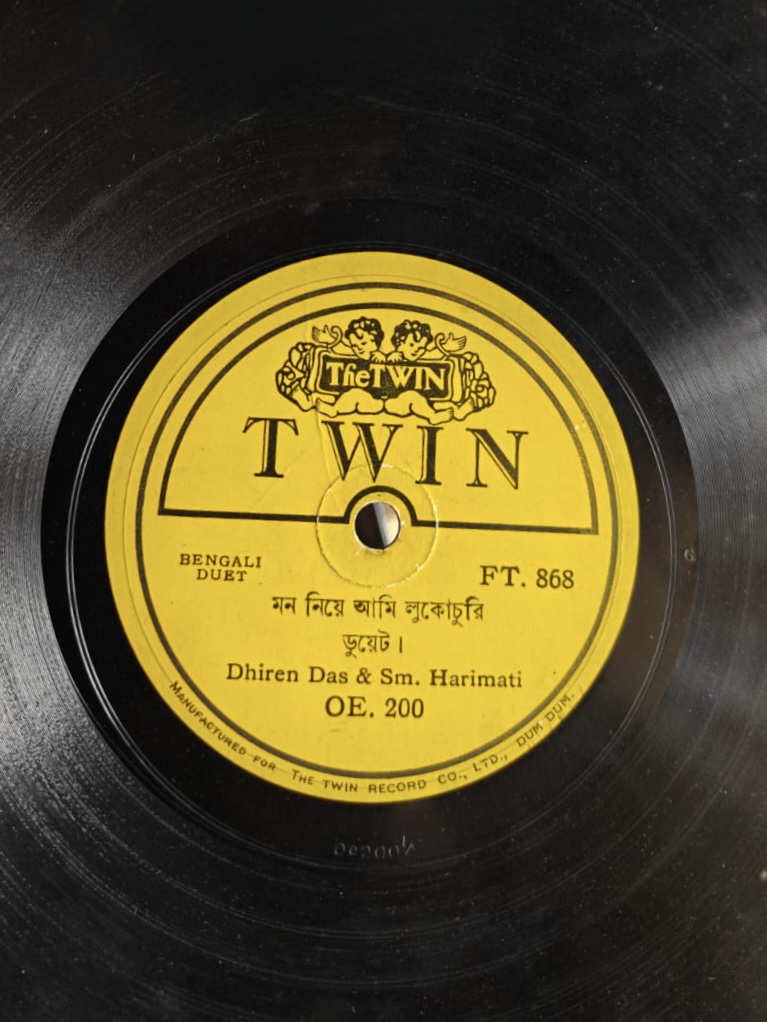 The TWIN
TWIN
BENGALI
DUET
FT. 868
মন নিয়ে আমি লুকোচুরি
ডুয়েট।
Dhiren Das & Sm. Harimati
OE. 200
MANUFACTURED FOR THE TWIN RECORD CO., LTD., DUM DUM.